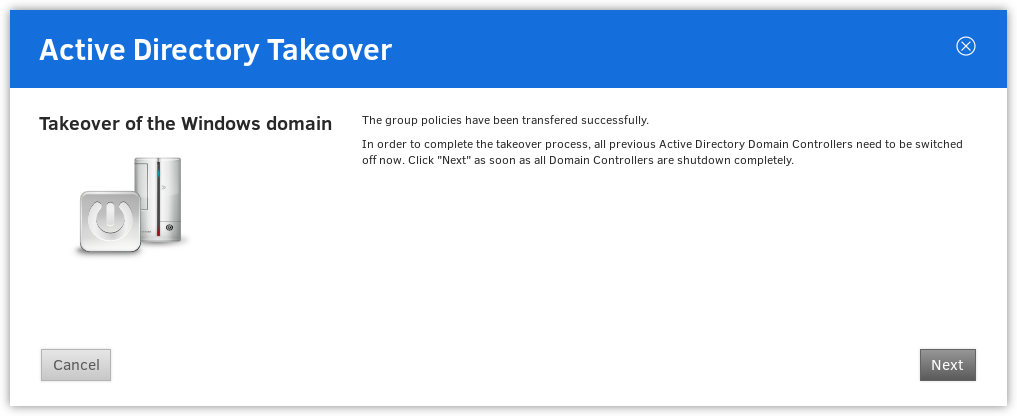 Active Directory Takeover
Takeover of the Windows domain
The group policies have been transfered successfully.
In order to complete the takeover process, all previous Active Directory Domain Controllers need to be switched
off now. Click "Next" as soon as all Domain Controllers are shutdown completely.
Cancel
Next